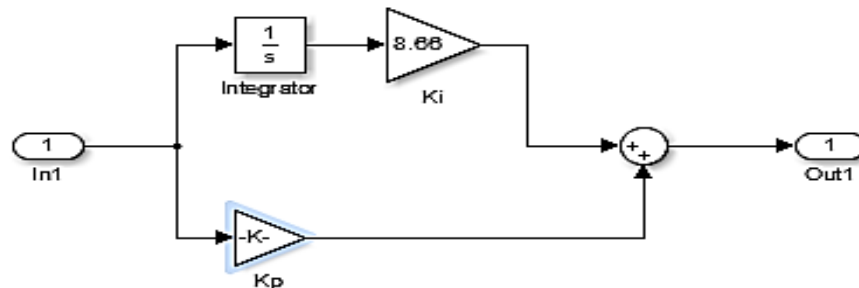 1
s
Integrator
8.66
Ki
1
In1
+
+
1
Out1
-K-
Kp